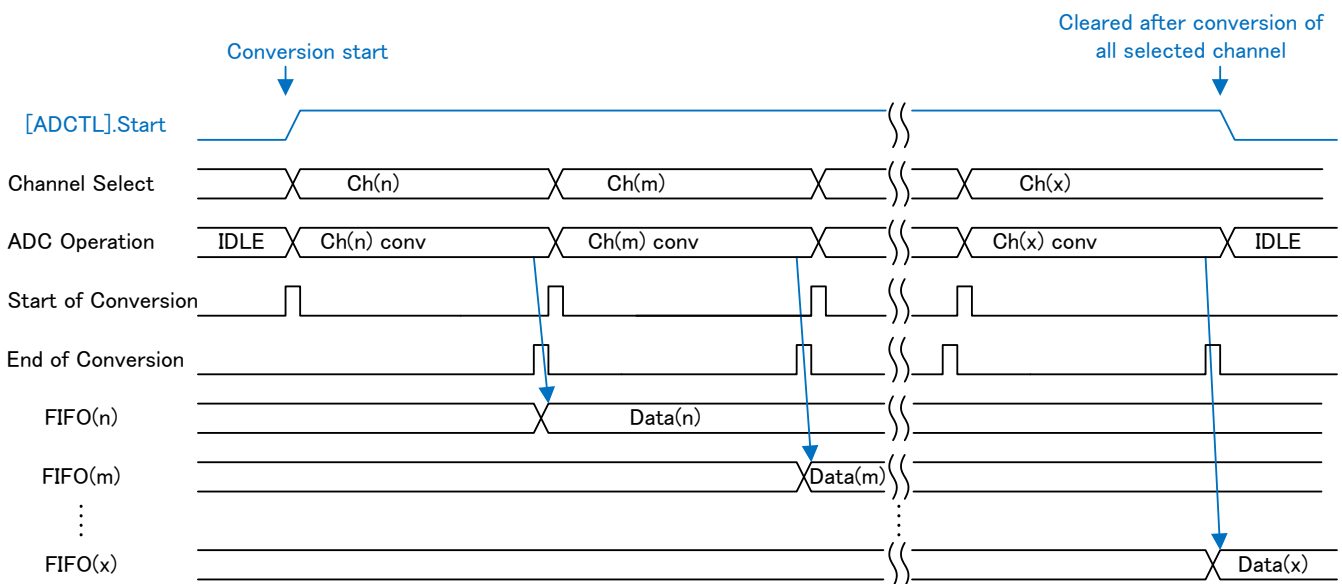 Cleared after conversion of
all selected channel
Conversion start
[ADCTL].Start
Channel Select
Ch(n)
Ch(m)
Ch(x)
ADC Operation
IDLE
Ch(n) conv
Ch(m) conv
Ch(x) conv
IDLE
Start of Conversion
End of Conversion
FIFO(n)
Data(n)
FIFO(m)
Data(m)
FIFO(x)
Data(x)